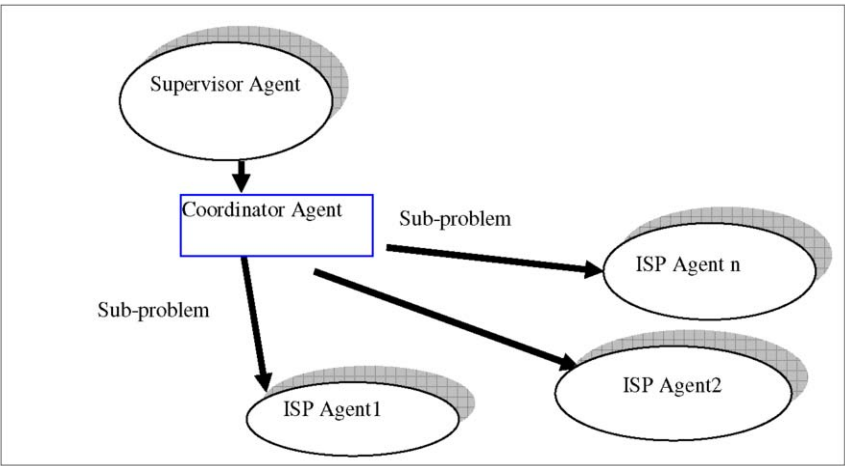 Supervisor Agent
Coordinator Agent
Sub-problem
ISP Agent n
Sub-problem
ISP Agent2
ISP Agent1